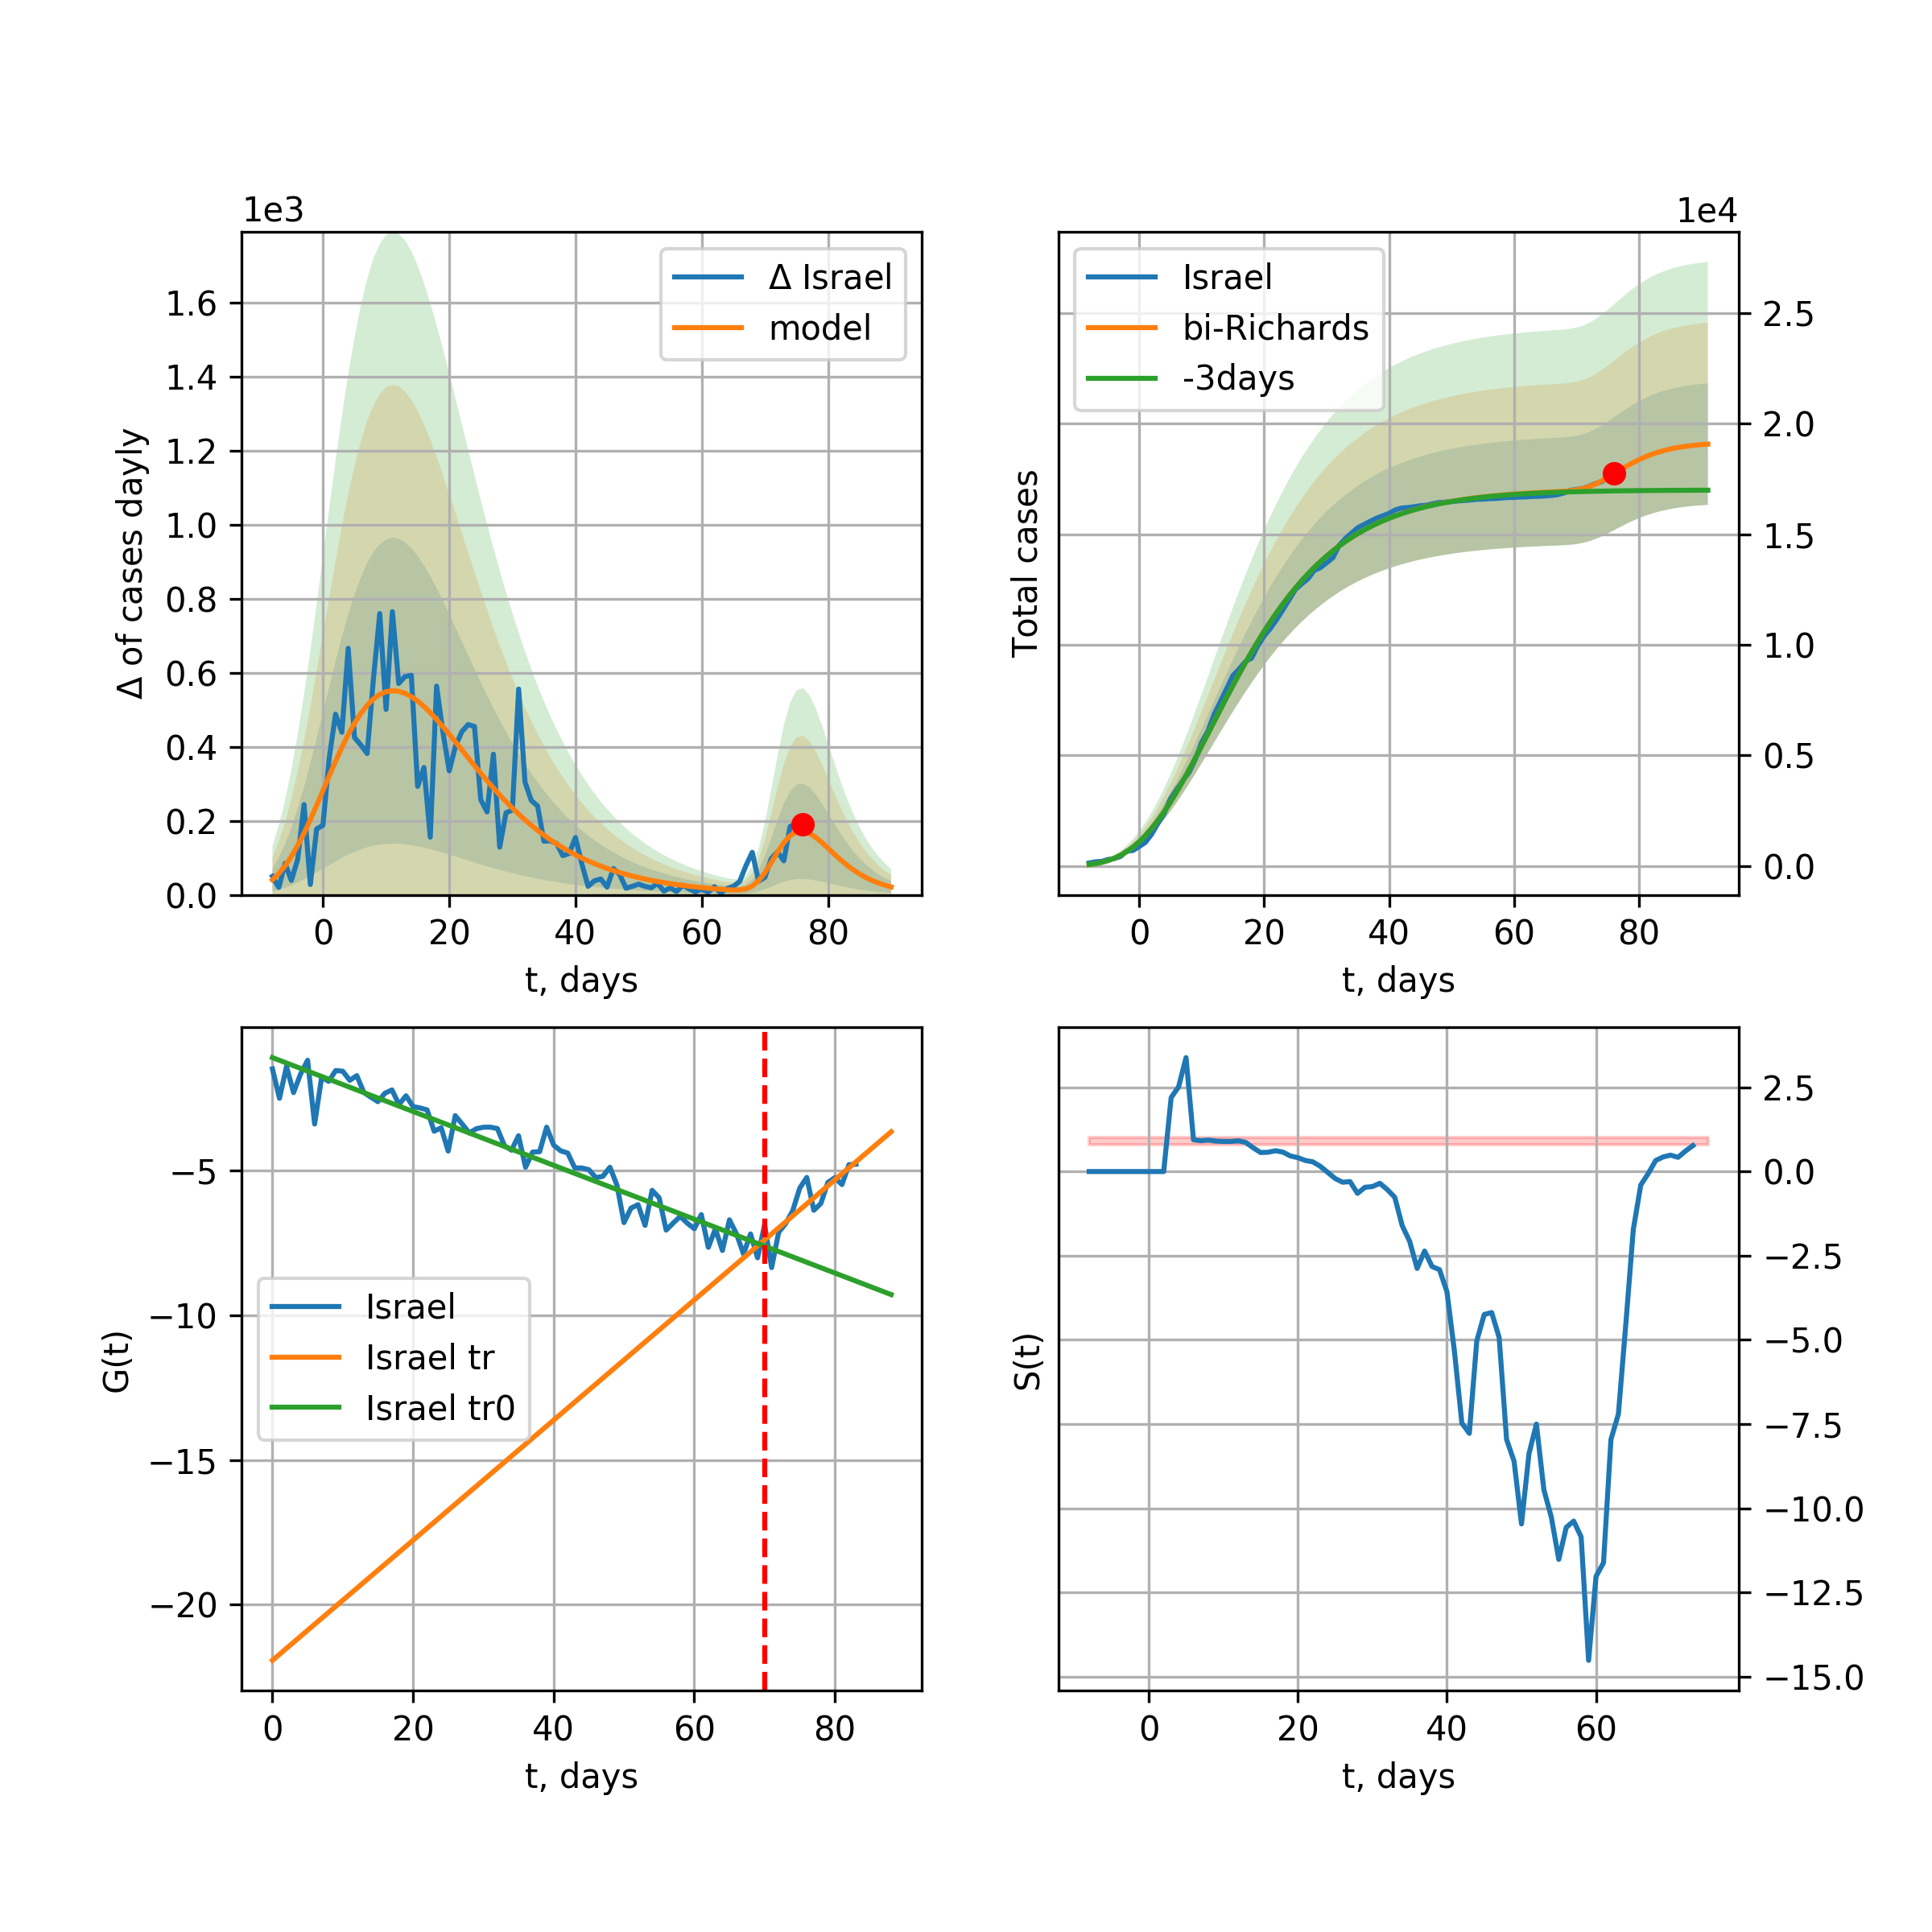 1e3
Δ of cases dayly
1.6
1.4
1.2
1.0
0.8
0.6
0.4
0.2
0.0
Δ Israel
model
0 20 40 60 80
t, days
1e4
Total cases
Israel
bi-Richards
-3days
2.5
2.0
1.5
1.0
0.5
0.0
0 20 40 60 80
t, days
G(t)
−5
−10
−15
−20
Israel
Israel tr
Israel tr0
0 20 40 60 80
t, days
S(t)
2.5
0.0
−2.5
−5.0
−7.5
−10.0
−12.5
−15.0
0 20 40 60
t, days